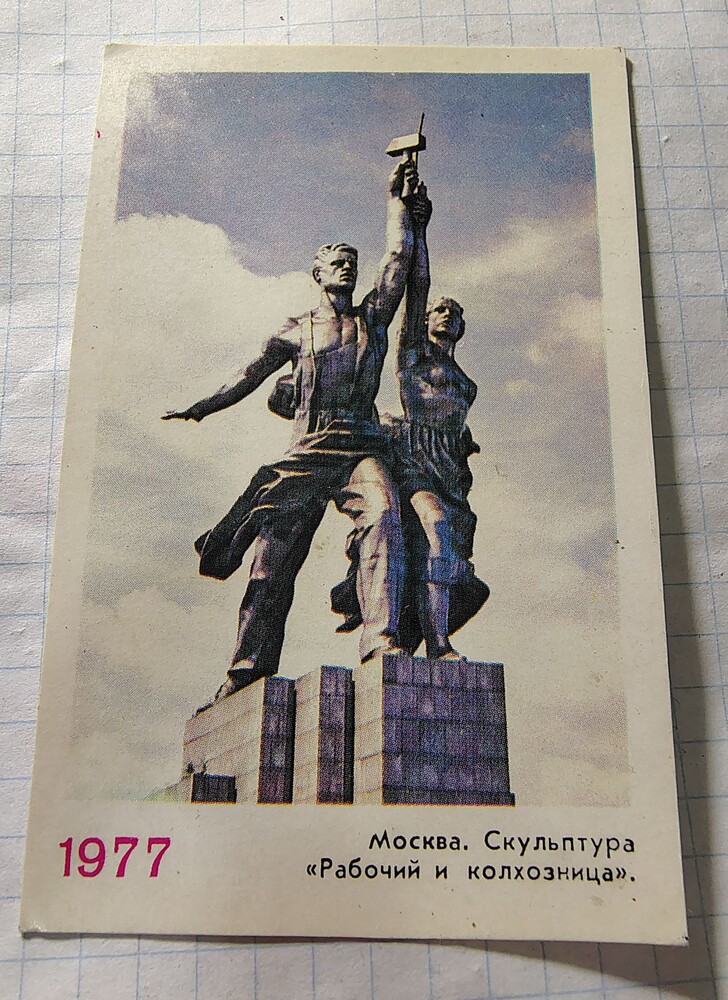 1977
Москва. Скульптура
«Рабочий и колхозница».